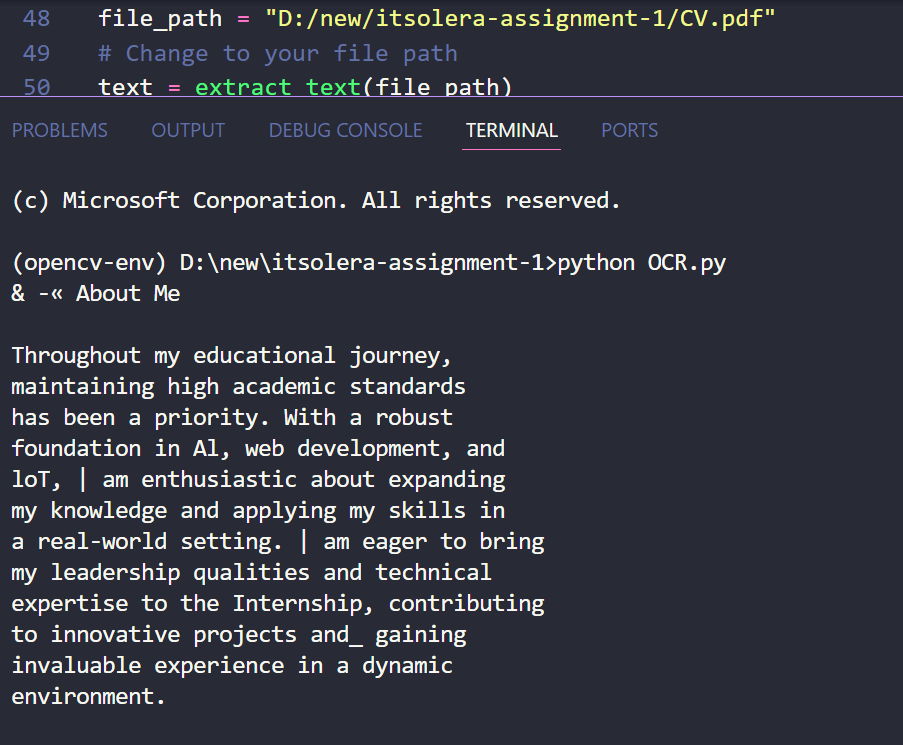 48 file_path = "D:/new/itsolera-assignment-1/CV.pdf"
49 # Change to your file path
50 text = extract_text(file_path)
PROBLEMS OUTPUT DEBUG CONSOLE TERMINAL PORTS
(c) Microsoft Corporation. All rights reserved.
(opencv-env) D:\new\itsolera-assignment-1>python OCR.py
& -« About Me
Throughout my educational journey,
maintaining high academic standards
has been a priority. With a robust
foundation in Al, web development, and
loT, | am enthusiastic about expanding
my knowledge and applying my skills in
a real-world setting. | am eager to bring
my leadership qualities and technical
expertise to the Internship, contributing
to innovative projects and_ gaining
invaluable experience in a dynamic
environment.